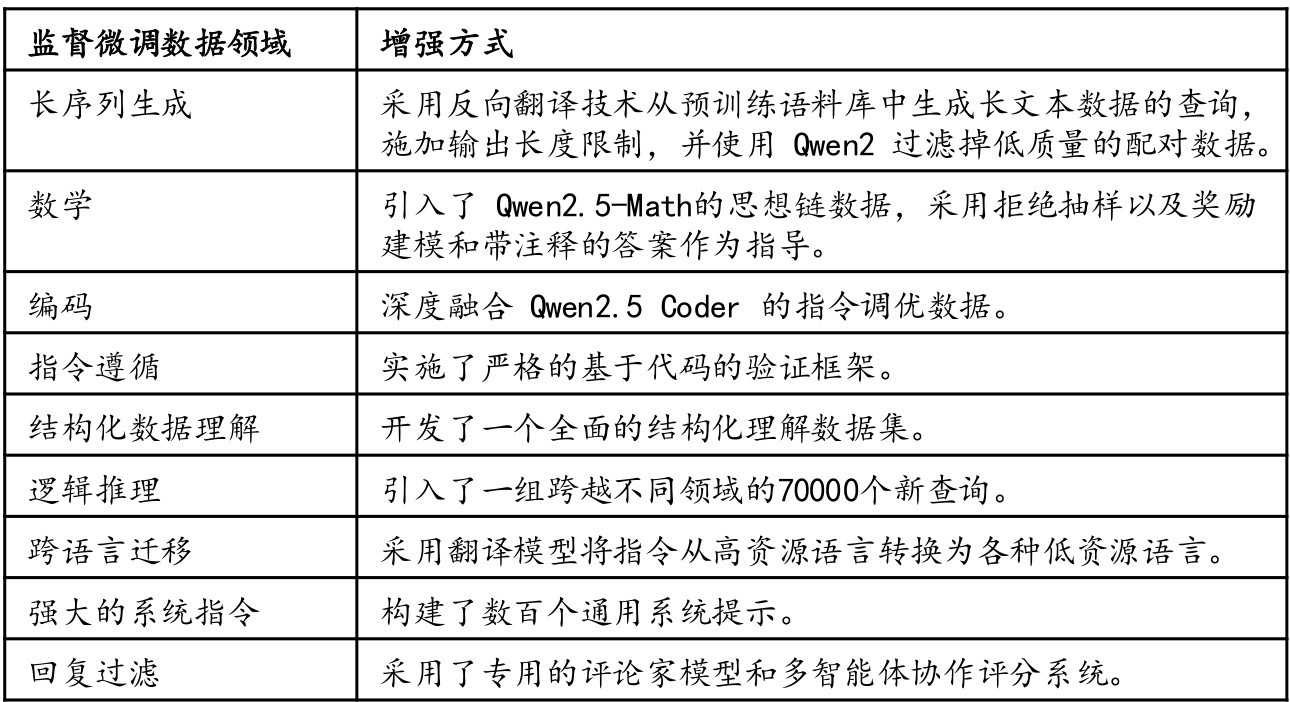 监督微调数据领域 增强方式
长序列生成 采用反向翻译技术从预训练语料库中生成长文本数据的查询，
施加输出长度限制，并使用 Qwen2 过滤掉低质量的配对数据。
数学 引入了 Qwen2.5-Math的思想链数据，采用拒绝抽样以及奖励
建模和带注释的答案作为指导。
编码 深度融合 Qwen2.5 Coder 的指令调优数据。
指令遵循 实施了严格的基于代码的验证框架。
结构化数据理解 开发了一个全面的结构化理解数据集。
逻辑推理 引入了一组跨越不同领域的70000个新查询。
跨语言迁移 采用翻译模型将指令从高资源语言转换为各种低资源语言。
强大的系统指令 构建了数百个通用系统提示。
回复过滤 采用了专用的评论家模型和多智能体协作评分系统。